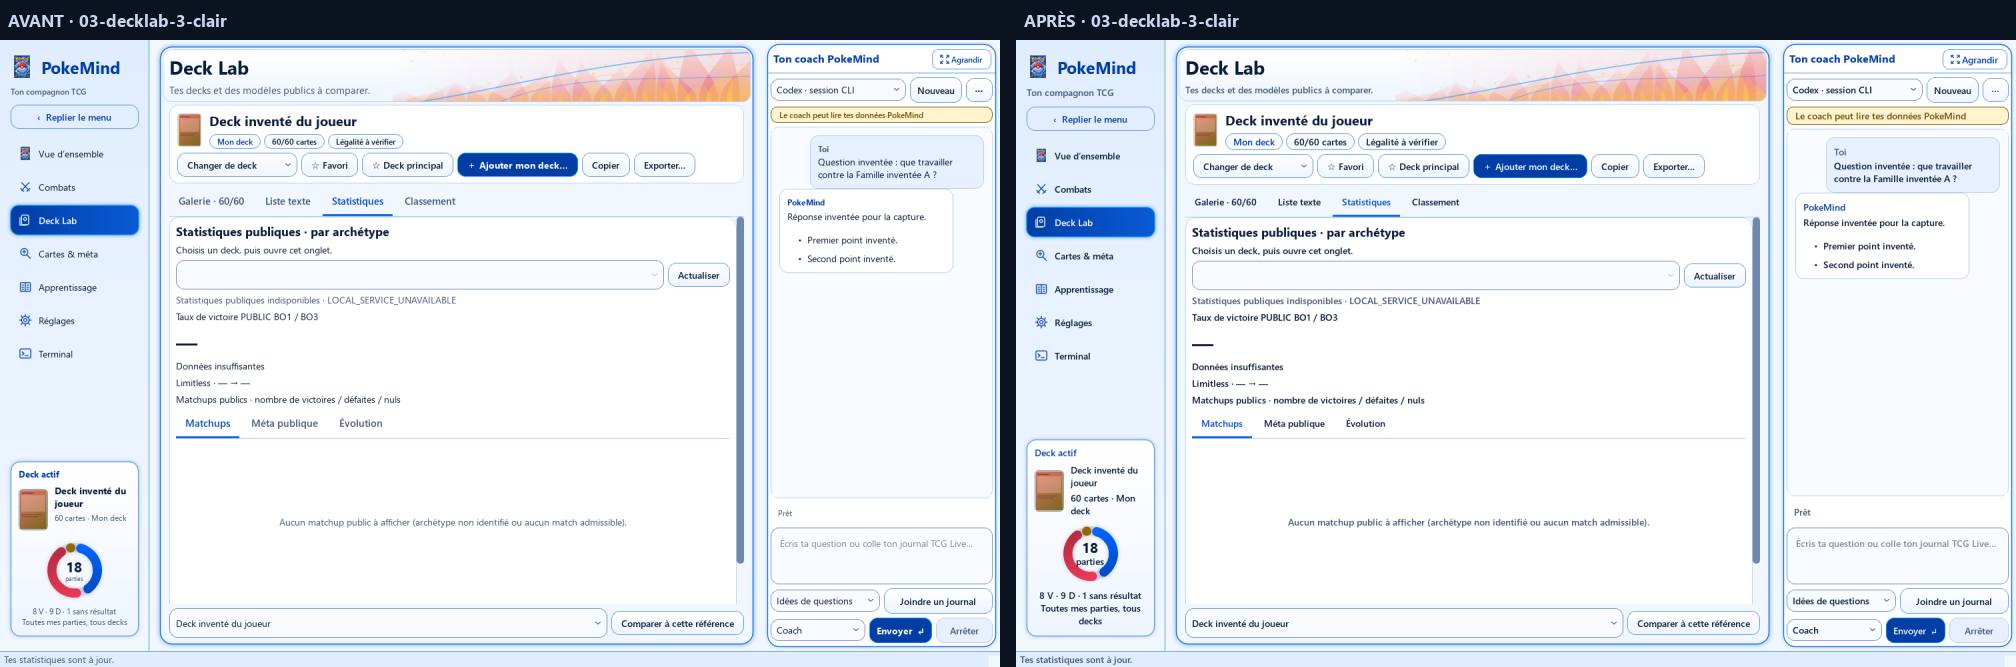 AVANT · 03-decklab-3-clair
PokeMind
Ton compagnon TCG
‹ Replier le menu
Vue d'ensemble
Combats
Deck Lab
Cartes & méta
Apprentissage
Réglages
Terminal
Deck actif
Deck inventé du
joueur
60 cartes · Mon deck
18
parties
8 V · 9 D · 1 sans résultat
Toutes mes parties, tous decks
Deck Lab
Tes decks et des modèles publics à comparer.
Deck inventé du joueur
Mon deck 60/60 cartes Légalité à vérifier
Changer de deck ☆ Favori ☆ Deck principal + Ajouter mon deck... Copier Exporter...
Galerie · 60/60 Liste texte Statistiques Classement
Statistiques publiques · par archétype
Choisis un deck, puis ouvre cet onglet.
Actualiser
Statistiques publiques indisponibles · LOCAL_SERVICE_UNAVAILABLE
Taux de victoire PUBLIC BO1 / BO3
—
Données insuffisantes
Limitless · — → —
Matchups publics · nombre de victoires / défaites / nuls
Matchups Méta publique Évolution
Aucun matchup public à afficher (archétype non identifié ou aucun match admissible).
Deck inventé du joueur Comparer à cette référence
Ton coach PokeMind Agrandir
Codex · session CLI Nouveau ...
Le coach peut lire tes données PokeMind
Toi
Question inventée : que travailler
contre la Famille inventée A ?
PokeMind
Réponse inventée pour la capture.
• Premier point inventé.
• Second point inventé.
Prêt
Écris ta question ou colle ton journal TCG Live...
Idées de questions Joindre un journal
Coach Envoyer ↲ Arrêter
Tes statistiques sont à jour.
APRÈS · 03-decklab-3-clair
PokeMind
Ton compagnon TCG
‹ Replier le menu
Vue d'ensemble
Combats
Deck Lab
Cartes & méta
Apprentissage
Réglages
Terminal
Deck actif
Deck inventé du
joueur
60 cartes · Mon
deck
18
parties
8 V · 9 D · 1 sans résultat
Toutes mes parties, tous
decks
Deck Lab
Tes decks et des modèles publics à comparer.
Deck inventé du joueur
Mon deck 60/60 cartes Légalité à vérifier
Changer de deck ☆ Favori ☆ Deck principal + Ajouter mon deck... Copier Exporter...
Galerie · 60/60 Liste texte Statistiques Classement
Statistiques publiques · par archétype
Choisis un deck, puis ouvre cet onglet.
Actualiser
Statistiques publiques indisponibles · LOCAL_SERVICE_UNAVAILABLE
Taux de victoire PUBLIC BO1 / BO3
—
Données insuffisantes
Limitless · — → —
Matchups publics · nombre de victoires / défaites / nuls
Matchups Méta publique Évolution
Aucun matchup public à afficher (archétype non identifié ou aucun match admissible).
Deck inventé du joueur Comparer à cette référence
Ton coach PokeMind Agrandir
Codex · session CLI Nouveau ...
Le coach peut lire tes données PokeMind
Toi
Question inventée : que travailler
contre la Famille inventée A ?
PokeMind
Réponse inventée pour la capture.
• Premier point inventé.
• Second point inventé.
Prêt
Écris ta question ou colle ton journal TCG Live...
Idées de questions Joindre un journal
Coach Envoyer ↲ Arrêter
Tes statistiques sont à jour.